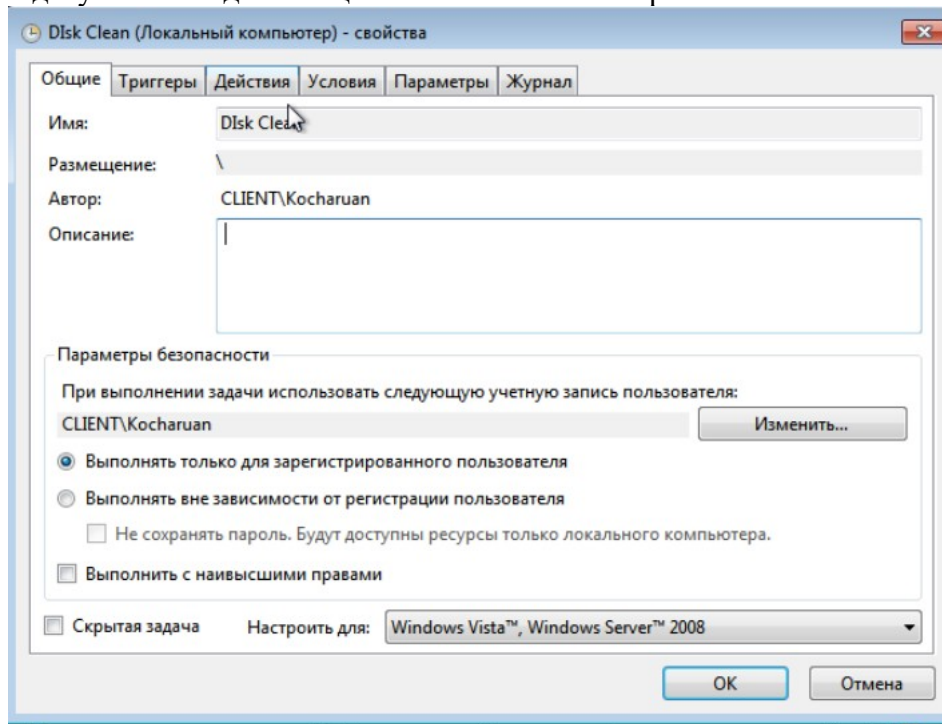 DIsk Clean (Локальный компьютер) - свойства
Общие Триггеры Действия Условия Параметры Журнал
Имя: DIsk Clean
Размещение: \
Автор: CLIENT\Kocharuan
Описание:
Параметры безопасности
При выполнении задачи использовать следующую учетную запись пользователя:
CLIENT\Kocharuan Изменить...
Выполнять только для зарегистрированного пользователя
Выполнять вне зависимости от регистрации пользователя
Не сохранять пароль. Будут доступны ресурсы только локального компьютера.
Выполнить с наивысшими правами
Скрытая задача Настроить для: Windows Vista™, Windows Server™ 2008
ОК Отмена